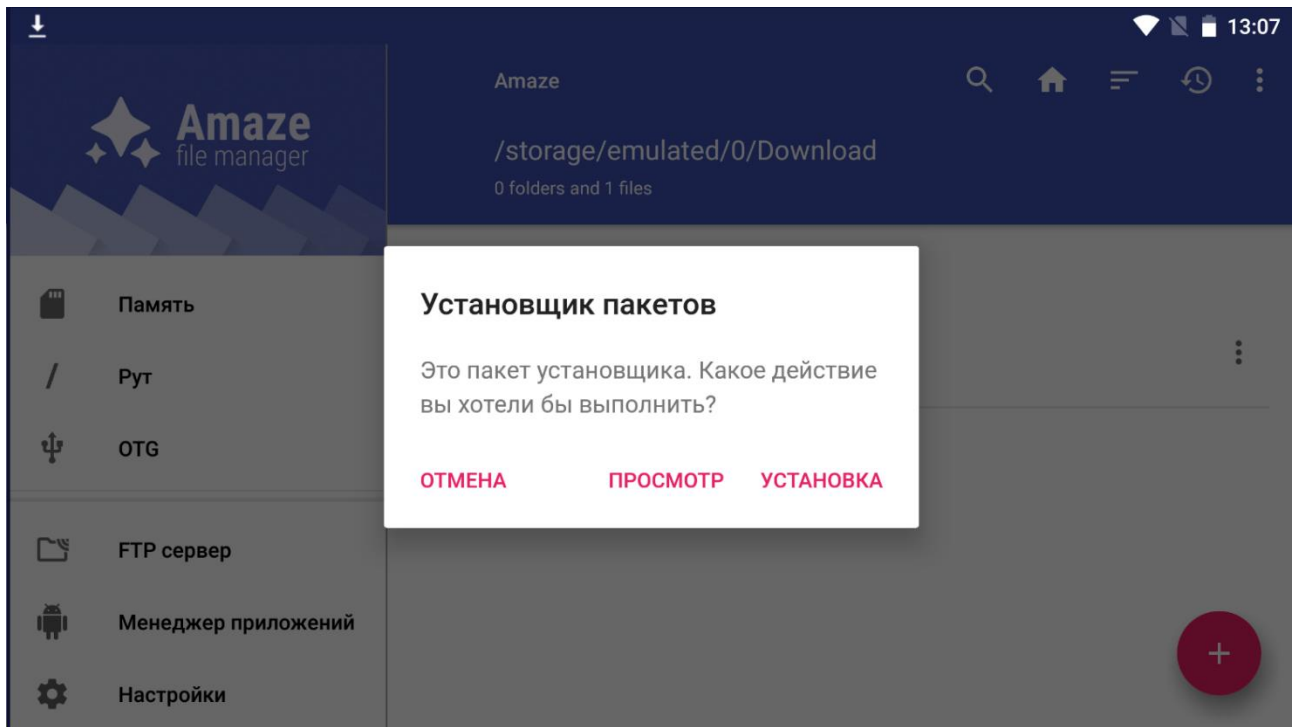 13:07
Amaze
file manager
Amaze
/storage/emulated/0/Download
0 folders and 1 files
Память
Рут
OTG
FTP сервер
Менеджер приложений
Настройки
Установщик пакетов
Это пакет установщика. Какое действие
вы хотели бы выполнить?
ОТМЕНА ПРОСМОТР УСТАНОВКА